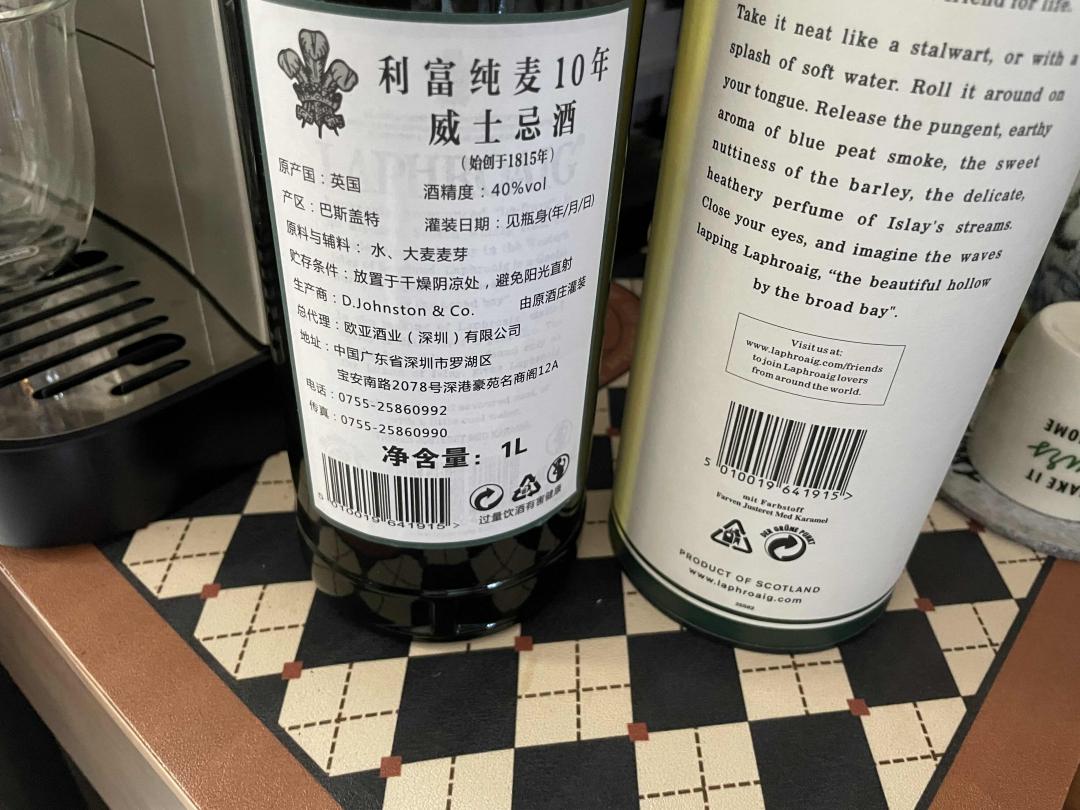 利富纯麦10年
威士忌酒
(始创于1815年)
原产国：英国
酒精度：40%vol
产区：巴斯盖特
灌装日期：见瓶身(年/月/日)
原料与辅料：水、大麦麦芽
贮存条件：放置于干燥阴凉处，避免阳光直射
生产商：D.Johnston & Co.
由原酒庄灌装
总代理：欧亚酒业（深圳）有限公司
地址：中国广东省深圳市罗湖区
宝安南路2078号深港豪苑名商阁12A
电话：0755-25860992
传真：0755-25860990
净含量：1L
5 010019 641915 >
过量饮酒有害健康
friend for life.
Take it neat like a stalwart, or with a
splash of soft water. Roll it around on
your tongue. Release the pungent, earthy
aroma of blue peat smoke, the sweet
nuttiness of the barley, the delicate,
heathery perfume of Islay's streams.
Close your eyes, and imagine the waves
lapping Laphroaig, “the beautiful hollow
by the broad bay”.
Visit us at:
www.laphroaig.com/friends
to join Laphroaig lovers
from around the world.
5 010019 641915 >
mit Farbstoff
Farven Justeret Med Karamel
DER GRÜNE PUNKT
PRODUCT OF SCOTLAND
www.laphroaig.com